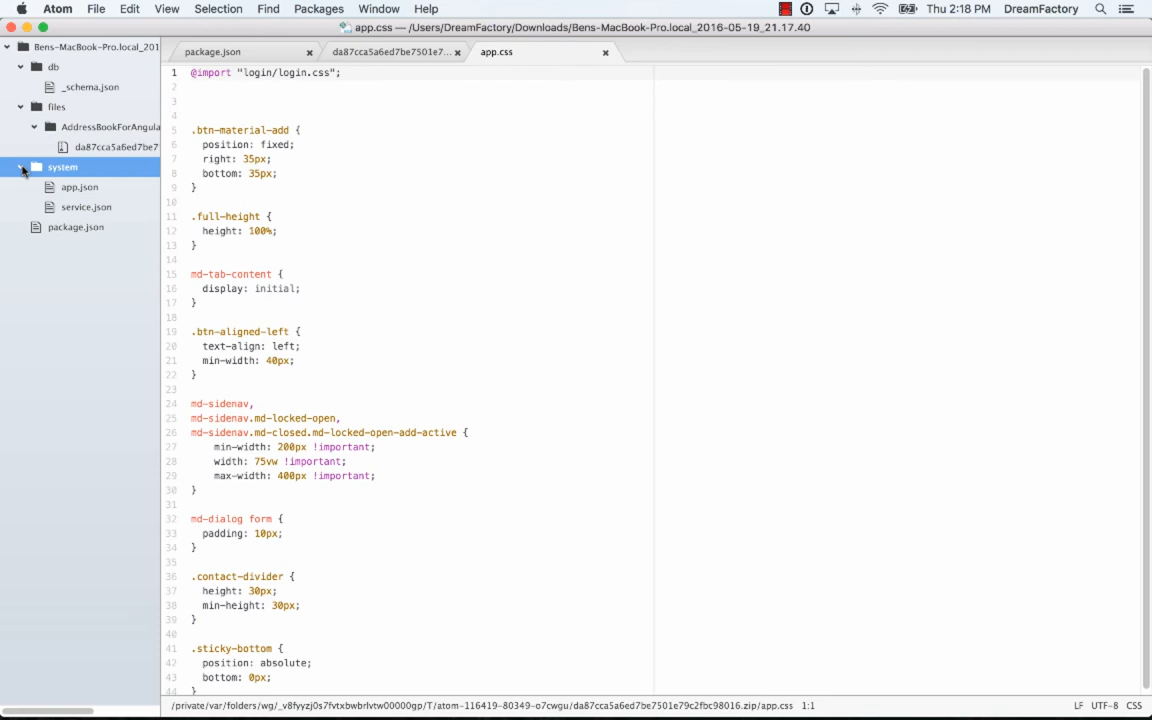 Atom File Edit View Selection Find Packages Window Help Thu 2:18 PM DreamFactory
app.css — /Users/DreamFactory/Downloads/Bens-MacBook-Pro.local_2016-05-19_21.17.40
Bens-MacBook-Pro.local_201
db
_schema.json
files
AddressBookForAngula
da87cca5a6ed7be7
system
app.json
service.json
package.json
package.json da87cca5a6ed7be7501e7... app.css
1 @import "login/login.css";
2
3
4
5 .btn-material-add {
6 position: fixed;
7 right: 35px;
8 bottom: 35px;
9 }
10
11 .full-height {
12 height: 100%;
13 }
14
15 md-tab-content {
16 display: initial;
17 }
18
19 .btn-aligned-left {
20 text-align: left;
21 min-width: 40px;
22 }
23
24 md-sidenav,
25 md-sidenav.md-locked-open,
26 md-sidenav.md-closed.md-locked-open-add-active {
27 min-width: 200px !important;
28 width: 75vw !important;
29 max-width: 400px !important;
30 }
31
32 md-dialog form {
33 padding: 10px;
34 }
35
36 .contact-divider {
37 height: 30px;
38 min-height: 30px;
39 }
40
41 .sticky-bottom {
42 position: absolute;
43 bottom: 0px;
44 }
/private/var/folders/wg/_v8fyyzj0s7fvtxbwbrlvtw00000gp/T/atom-116419-80349-o7cwgu/da87cca5a6ed7be7501e79c2fbc98016.zip/app.css 1:1 LF UTF-8 CSS